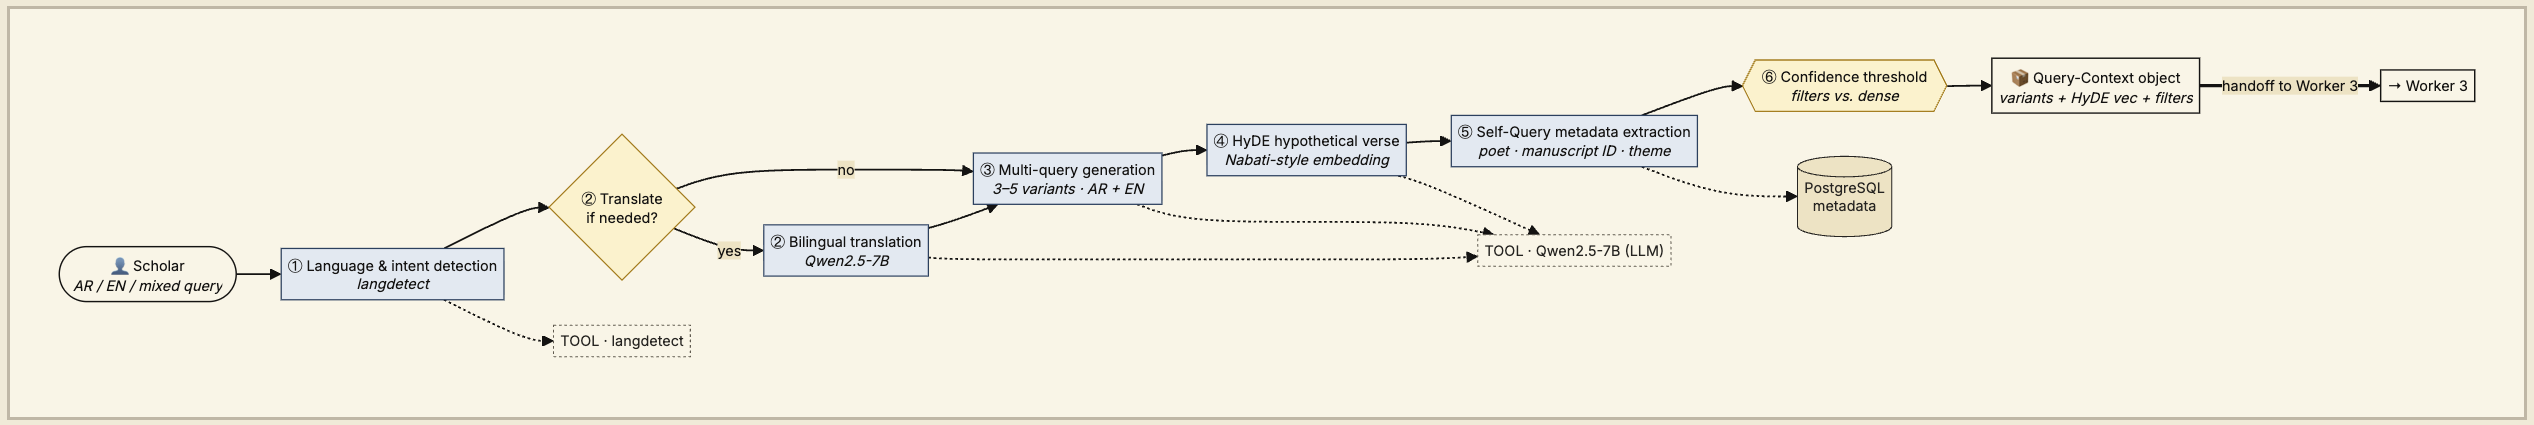 👤 Scholar
AR / EN / mixed query
① Language & intent detection
langdetect
TOOL · langdetect
② Translate
if needed?
no
yes
② Bilingual translation
Qwen2.5-7B
③ Multi-query generation
3–5 variants · AR + EN
④ HyDE hypothetical verse
Nabati-style embedding
TOOL · Qwen2.5-7B (LLM)
⑤ Self-Query metadata extraction
poet · manuscript ID · theme
PostgreSQL
metadata
⑥ Confidence threshold
filters vs. dense
📦 Query-Context object
variants + HyDE vec + filters
handoff to Worker 3
→ Worker 3